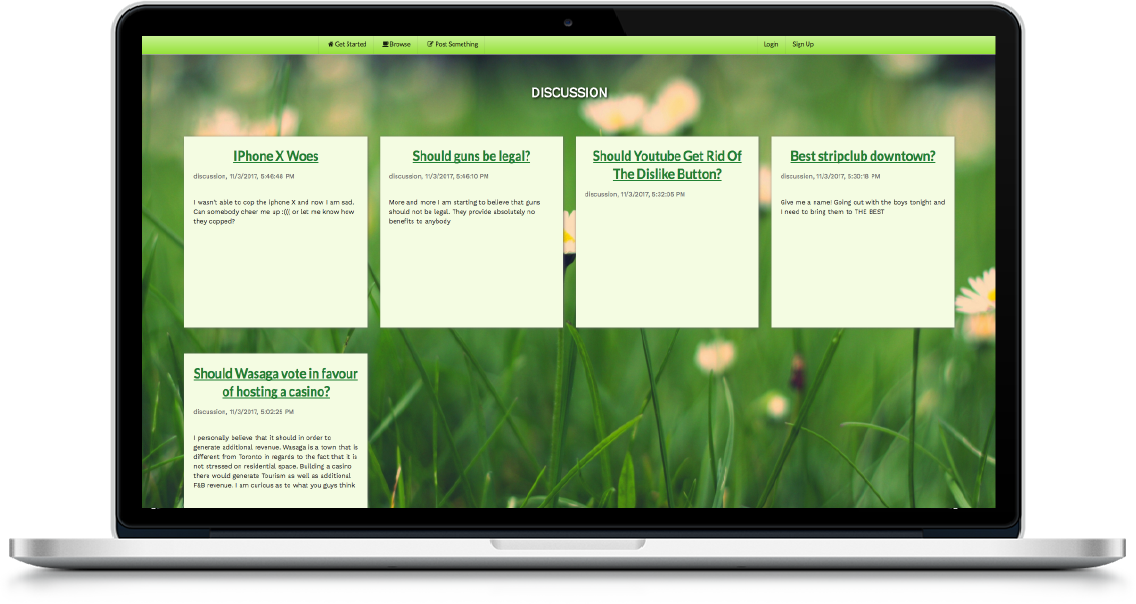 Get Started Browse Post Something Login Sign Up
DISCUSSION
IPhone X Woes
discussion, 11/3/2017, 5:46:48 PM
I wasn't able to cop the iphone X and now I am sad.
Can somebody cheer me up :((( or let me know how
they copped?
Should guns be legal?
discussion, 11/3/2017, 5:46:10 PM
More and more I am starting to believe that guns
should not be legal. They provide absolutely no
benefits to anybody
Should Youtube Get Rid Of
The Dislike Button?
discussion, 11/3/2017, 5:32:05 PM
Best stripclub downtown?
discussion, 11/3/2017, 5:30:18 PM
Give me a name! Going out with the boys tonight and
I need to bring them to THE BEST
Should Wasaga vote in favour
of hosting a casino?
discussion, 11/3/2017, 5:02:25 PM
I personally believe that it should in order to
generate additional revenue. Wasaga is a town that is
different from Toronto in regards to the fact that it is
not stressed on residential space. Building a casino
there would generate Tourism as well as additional
F&B revenue. I am curious as to what you guys think